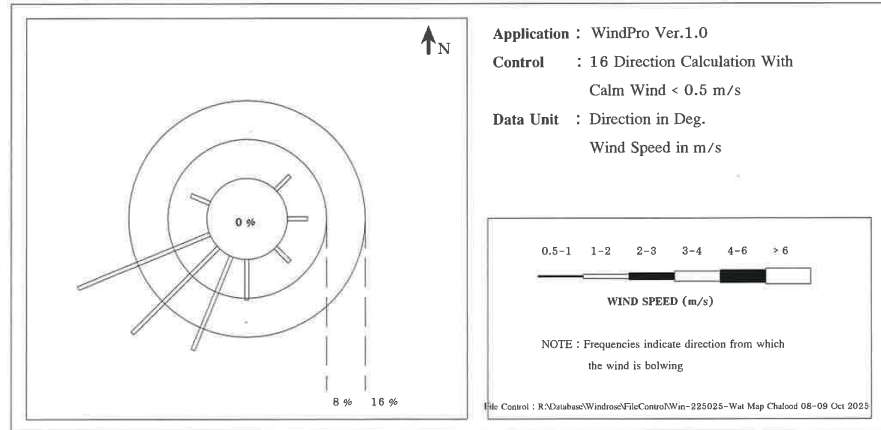 N
0 %
8 % 16 %
Application : WindPro Ver.1.0
Control : 16 Direction Calculation With
Calm Wind < 0.5 m/s
Data Unit : Direction in Deg.
Wind Speed in m/s
0.5-1 1-2 2-3 3-4 4-6 > 6
WIND SPEED (m/s)
NOTE : Frequencies indicate direction from which
the wind is bolwing
File Control : R:\Database\Windrose\FileControl\Win-225025-Wat Map Chalood 08-09 Oct 2025